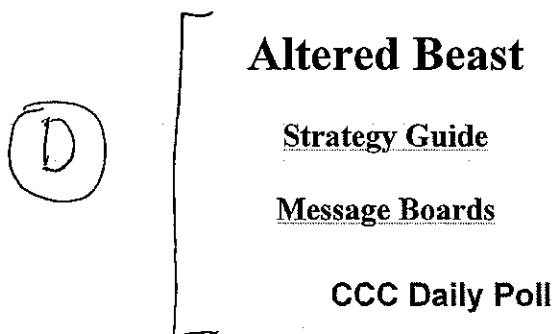 Altered Beast
D
Strategy Guide
Message Boards
CCC Daily Poll